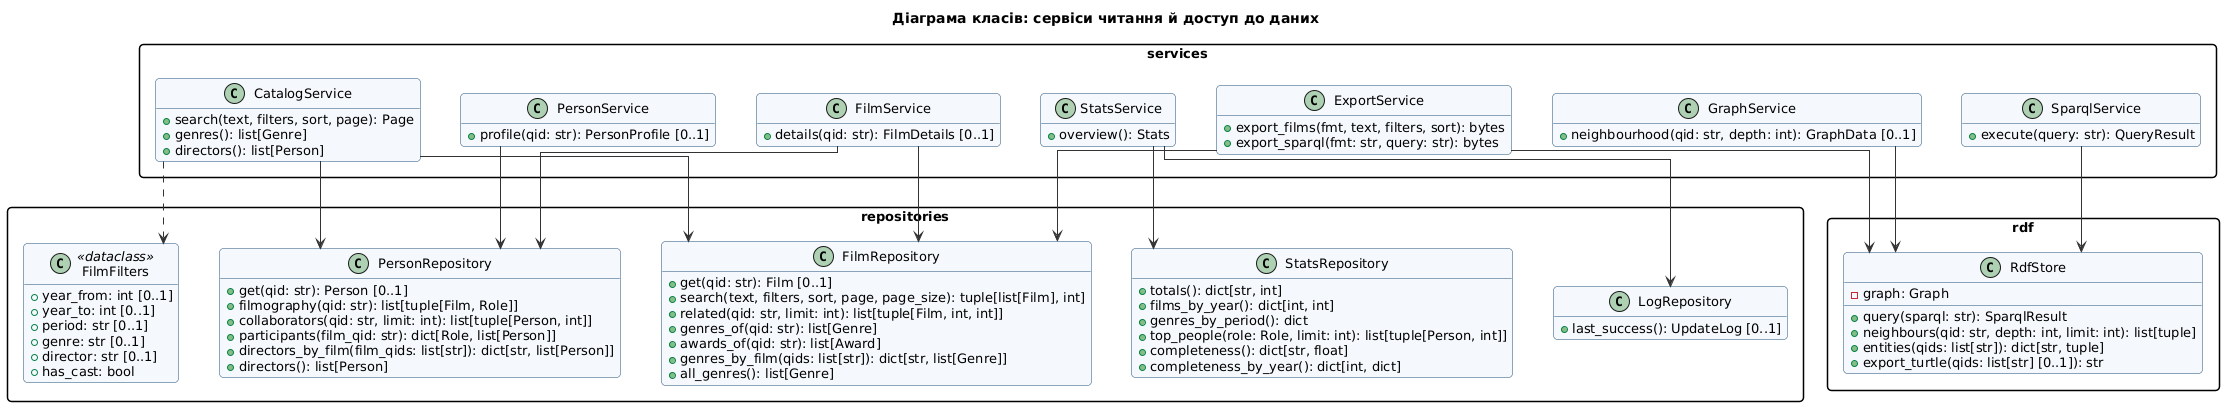 Діаграма класів: сервіси читання й доступ до даних
services
C CatalogService
search(text, filters, sort, page): Page
genres(): list[Genre]
directors(): list[Person]
C PersonService
profile(qid: str): PersonProfile [0..1]
C FilmService
details(qid: str): FilmDetails [0..1]
C StatsService
overview(): Stats
C ExportService
export_films(fmt, text, filters, sort): bytes
export_sparql(fmt: str, query: str): bytes
C GraphService
neighbourhood(qid: str, depth: int): GraphData [0..1]
C SparqlService
execute(query: str): QueryResult
repositories
C «dataclass»
FilmFilters
year_from: int [0..1]
year_to: int [0..1]
period: str [0..1]
genre: str [0..1]
director: str [0..1]
has_cast: bool
C PersonRepository
get(qid: str): Person [0..1]
filmography(qid: str): list[tuple[Film, Role]]
collaborators(qid: str, limit: int): list[tuple[Person, int]]
participants(film_qid: str): dict[Role, list[Person]]
directors_by_film(film_qids: list[str]): dict[str, list[Person]]
directors(): list[Person]
C FilmRepository
get(qid: str): Film [0..1]
search(text, filters, sort, page, page_size): tuple[list[Film], int]
related(qid: str, limit: int): list[tuple[Film, int, int]]
genres_of(qid: str): list[Genre]
awards_of(qid: str): list[Award]
genres_by_film(qids: list[str]): dict[str, list[Genre]]
all_genres(): list[Genre]
C StatsRepository
totals(): dict[str, int]
films_by_year(): dict[int, int]
genres_by_period(): dict
top_people(role: Role, limit: int): list[tuple[Person, int]]
completeness(): dict[str, float]
completeness_by_year(): dict[int, dict]
C LogRepository
last_success(): UpdateLog [0..1]
rdf
C RdfStore
graph: Graph
query(sparql: str): SparqlResult
neighbours(qid: str, depth: int, limit: int): list[tuple]
entities(qids: list[str]): dict[str, tuple]
export_turtle(qids: list[str] [0..1]): str